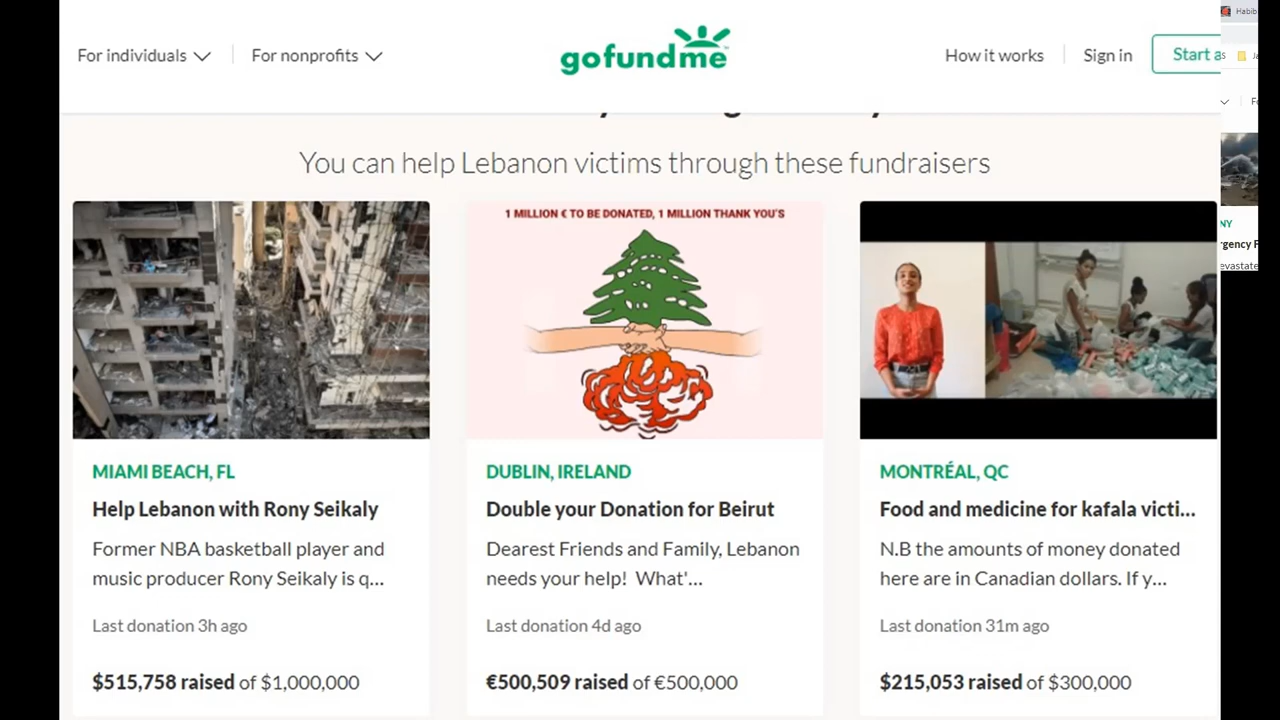 For individuals
For nonprofits
gofundme
How it works
Sign in
Start a
You can help Lebanon victims through these fundraisers
1 MILLION € TO BE DONATED, 1 MILLION THANK YOU'S
MIAMI BEACH, FL
Help Lebanon with Rony Seikaly
Former NBA basketball player and
music producer Rony Seikaly is q...
Last donation 3h ago
$515,758 raised of $1,000,000
DUBLIN, IRELAND
Double your Donation for Beirut
Dearest Friends and Family, Lebanon
needs your help! What'...
Last donation 4d ago
€500,509 raised of €500,000
MONTRÉAL, QC
Food and medicine for kafala victi...
N.B the amounts of money donated
here are in Canadian dollars. If y...
Last donation 31m ago
$215,053 raised of $300,000
Habib
NY
rgency F
evastate